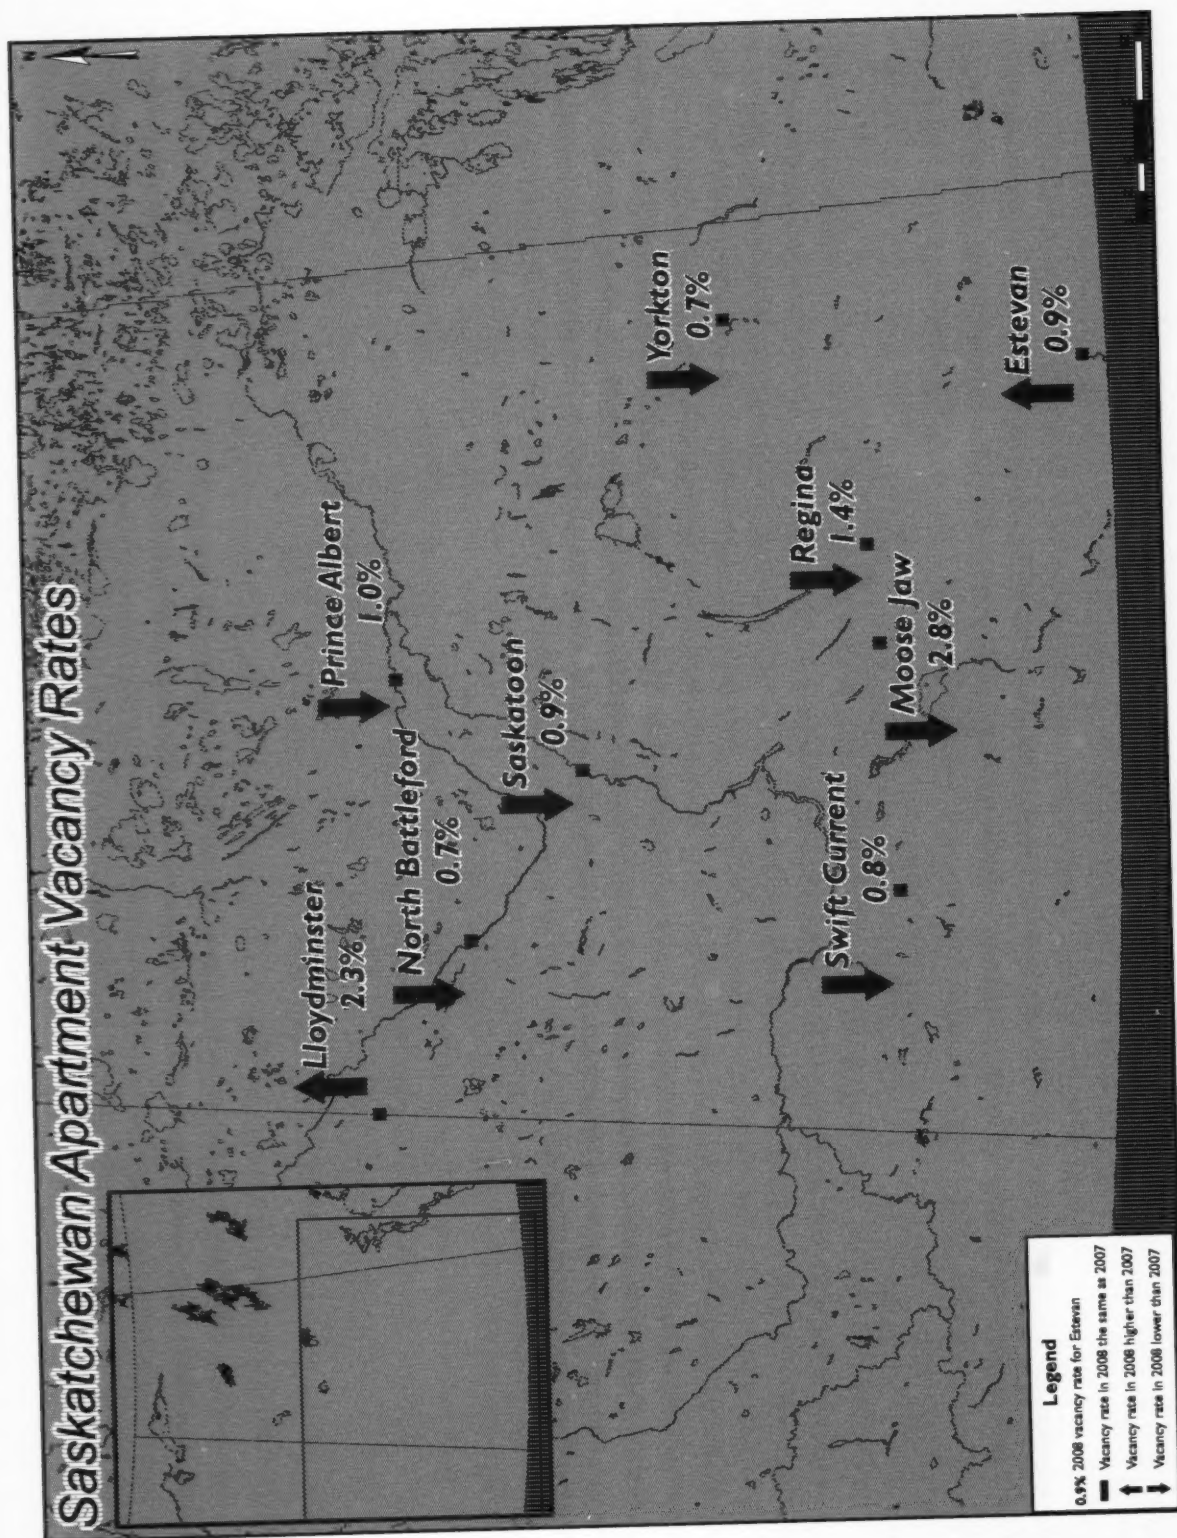 Saskatchewan Apartment Vacancy Rates
N
Lloydminster
2.3%
Prince Albert
1.0%
North Battleford
0.7%
Saskatoon
0.9%
Yorkton
0.7%
Regina
1.4%
Swift Current
0.8%
Moose Jaw
2.8%
Estevan
0.9%
Legend
0.9% 2008 vacancy rate for Estevan
Vacancy rate in 2008 the same as 2007
Vacancy rate in 2008 higher than 2007
Vacancy rate in 2008 lower than 2007